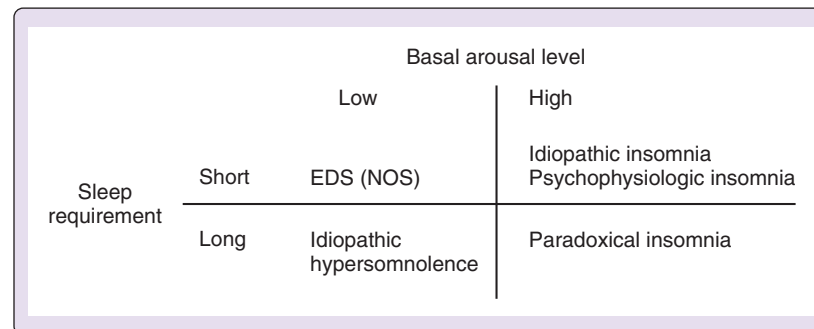 Basal arousal level
Low High
Idiopathic insomnia
Short EDS (NOS) Psychophysiologic insomnia
Sleep
requirement
Long Idiopathic Paradoxical insomnia
hypersomnolence